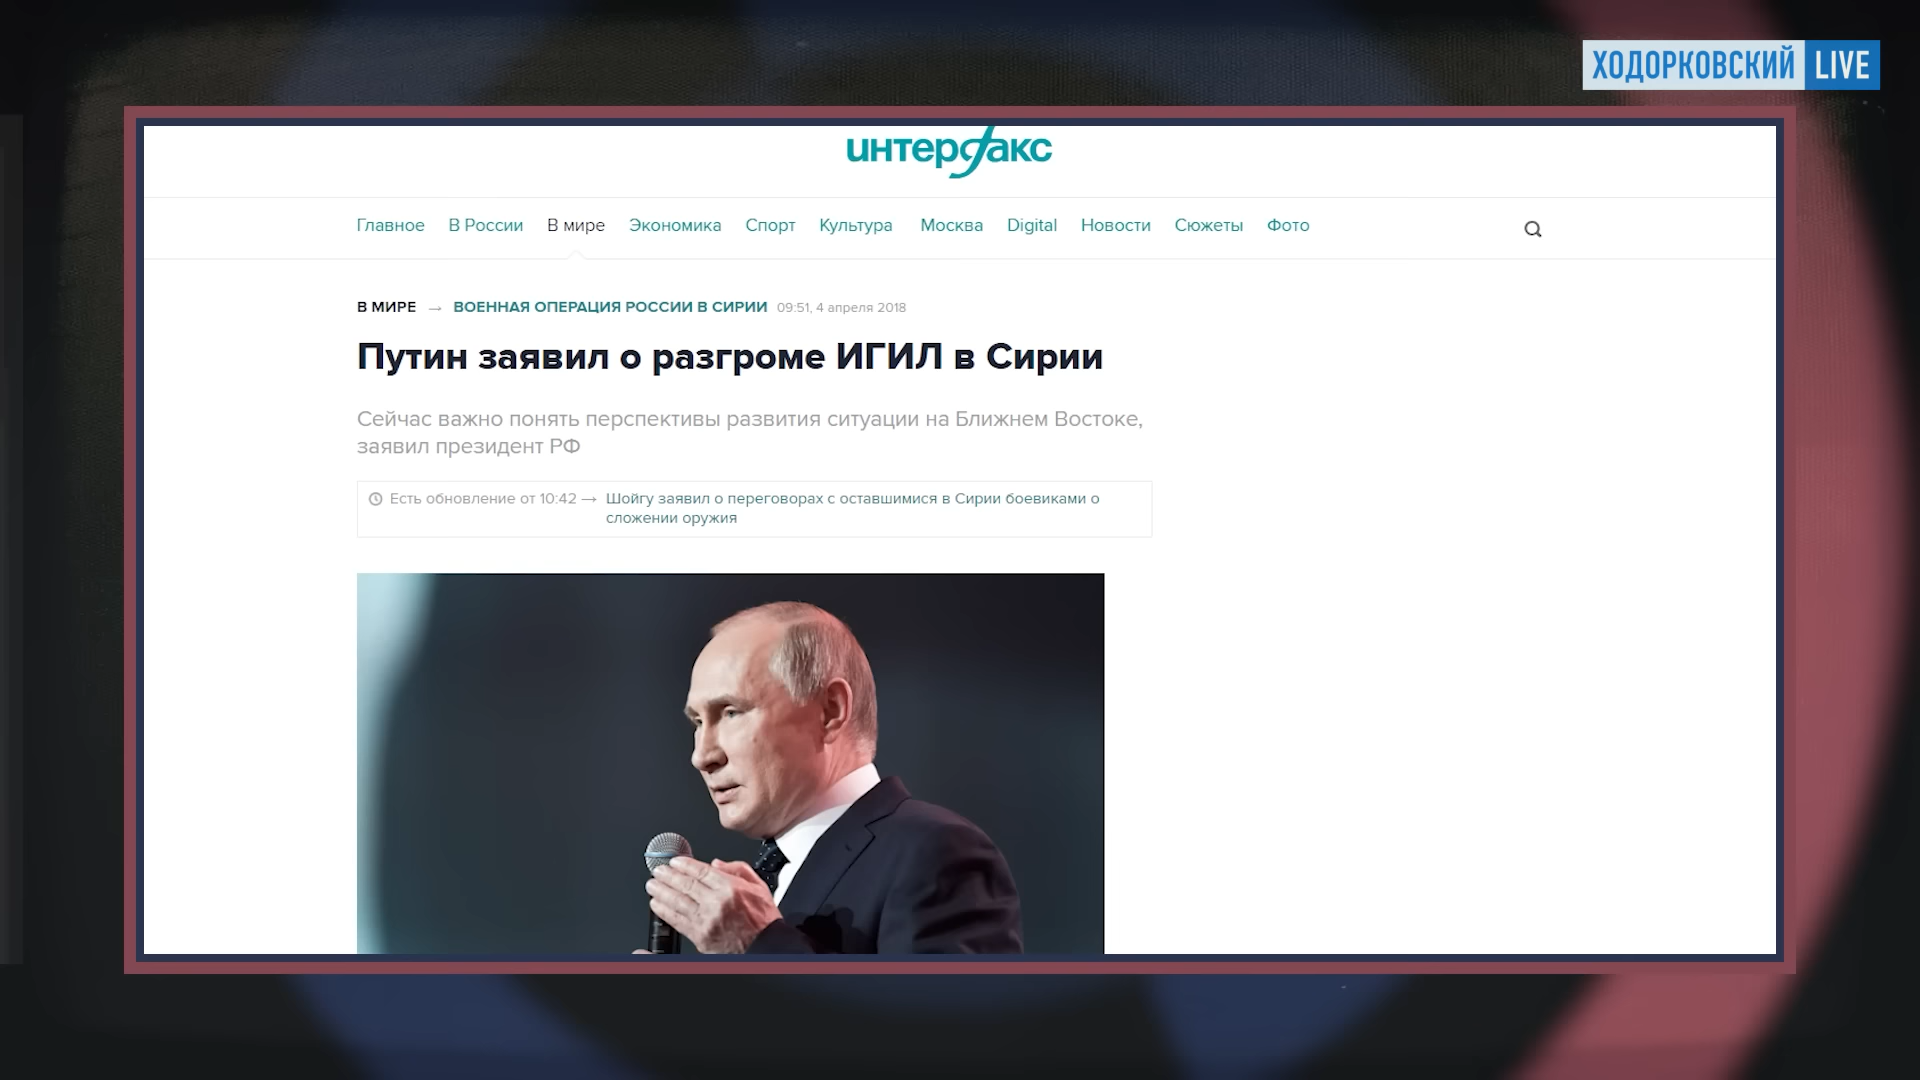 ХОДОРКОВСКИЙ LIVE
интерфакс
Главное В России В мире Экономика Спорт Культура Москва Digital Новости Сюжеты Фото
В МИРЕ → ВОЕННАЯ ОПЕРАЦИЯ РОССИИ В СИРИИ 09:51, 4 апреля 2018
Путин заявил о разгроме ИГИЛ в Сирии
Сейчас важно понять перспективы развития ситуации на Ближнем Востоке,
заявил президент РФ
Есть обновление от 10:42 → Шойгу заявил о переговорах с оставшимися в Сирии боевиками о
сложении оружия